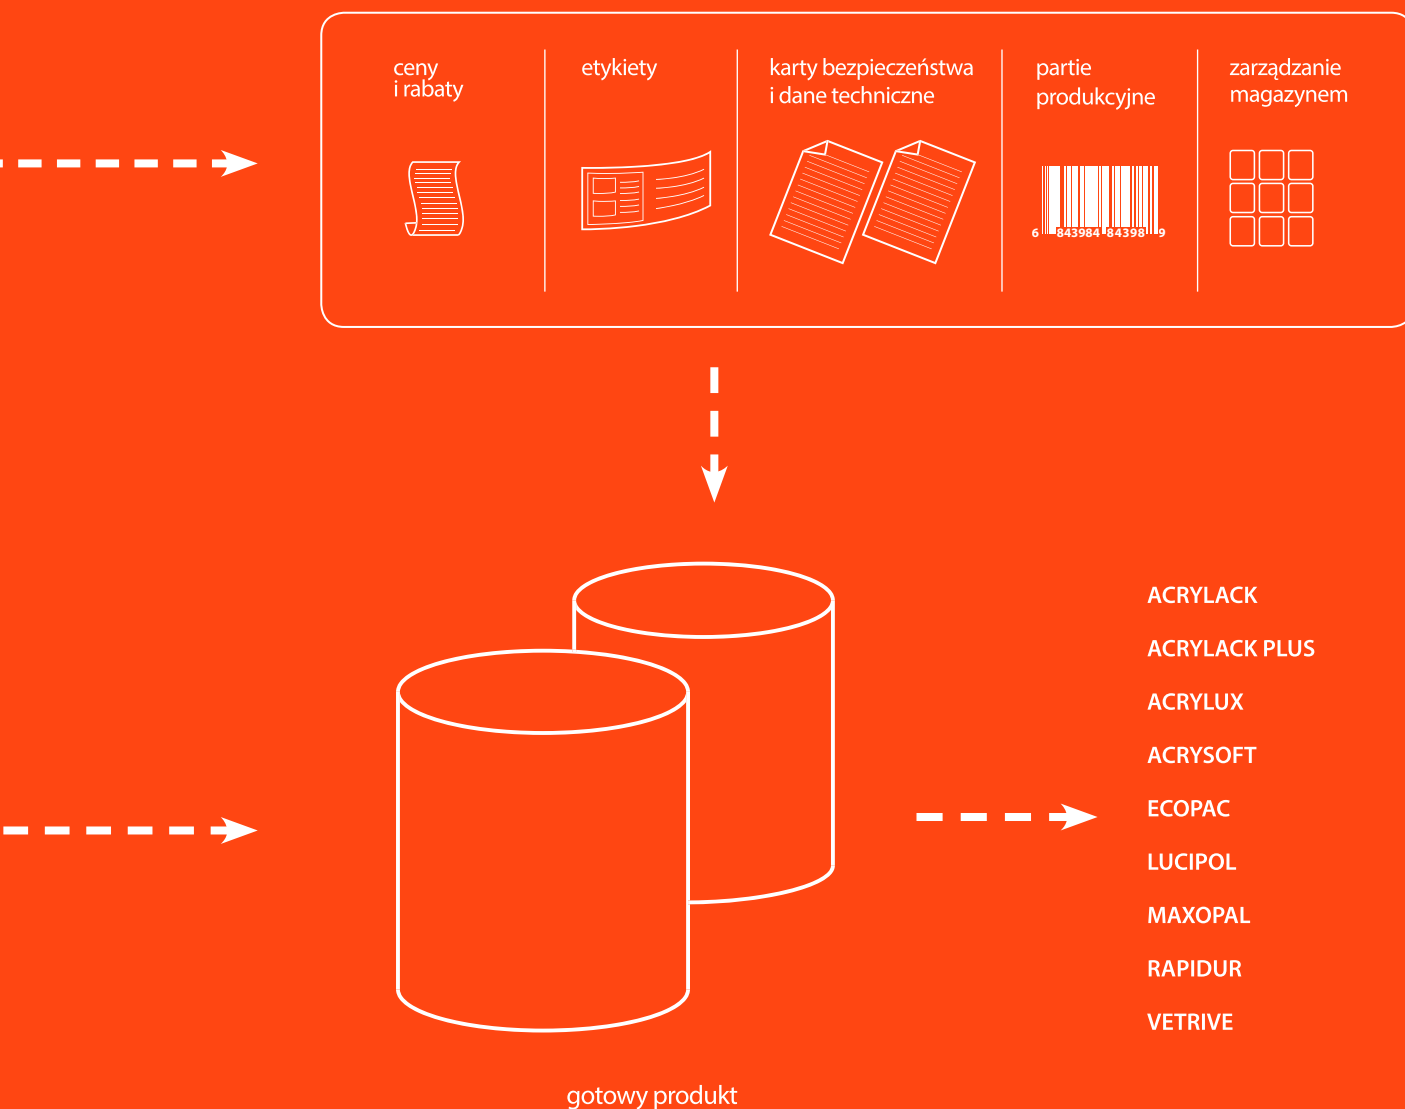 ceny
i rabaty
etykiety
karty bezpieczeństwa
i dane techniczne
partie
produkcyjne
zarządzanie
magazynem
6 843984 84398 9
ACRYLACK
ACRYLACK PLUS
ACRYLUX
ACRYSOFT
ECOPAC
LUCIPOL
MAXOPAL
RAPIDUR
VETRIVE
gotowy produkt